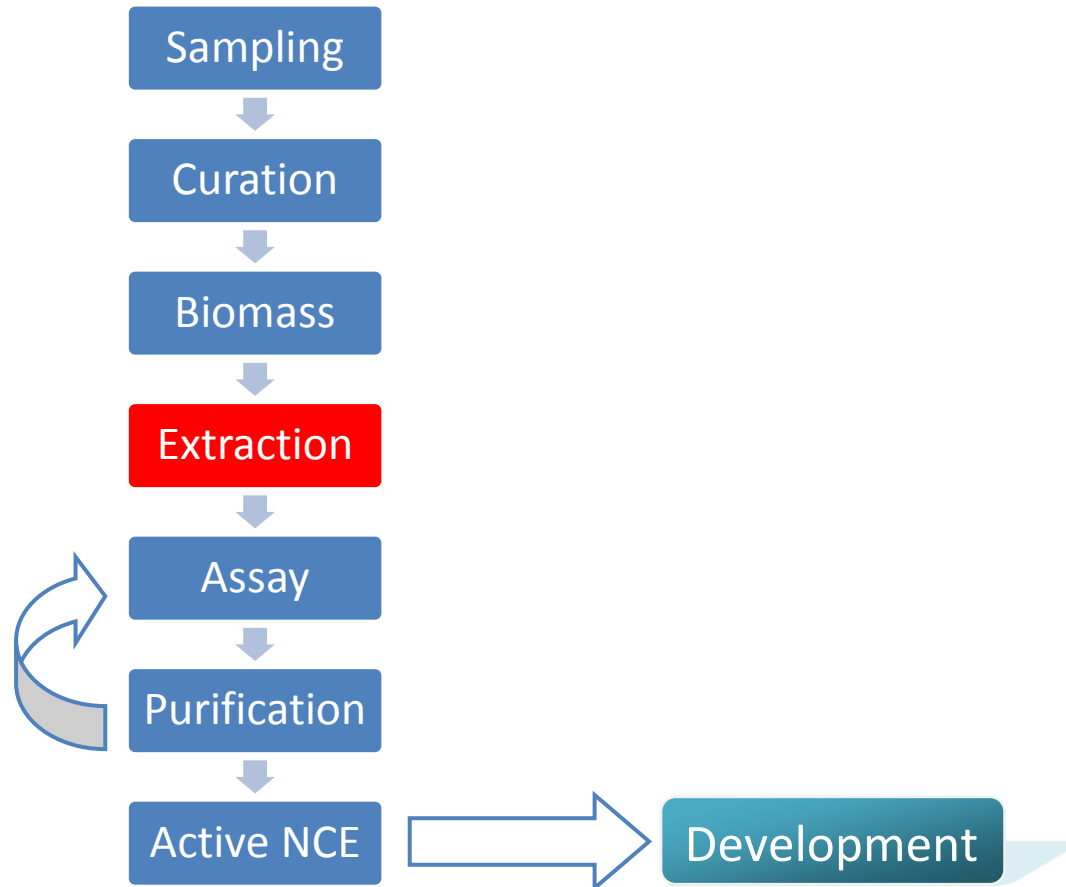 Sampling
Curation
Biomass
Extraction
Assay
Purification
Active NCE
Development